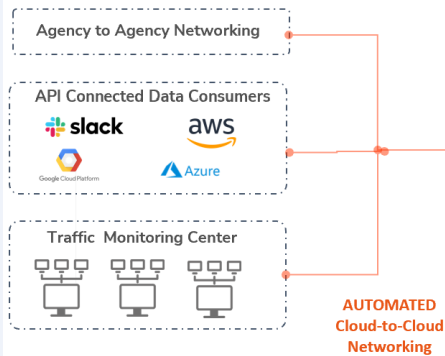 Agency to Agency Networking
API Connected Data Consumers
slack
aws
Google Cloud Platform
Azure
Traffic Monitoring Center
AUTOMATED
Cloud-to-Cloud
Networking